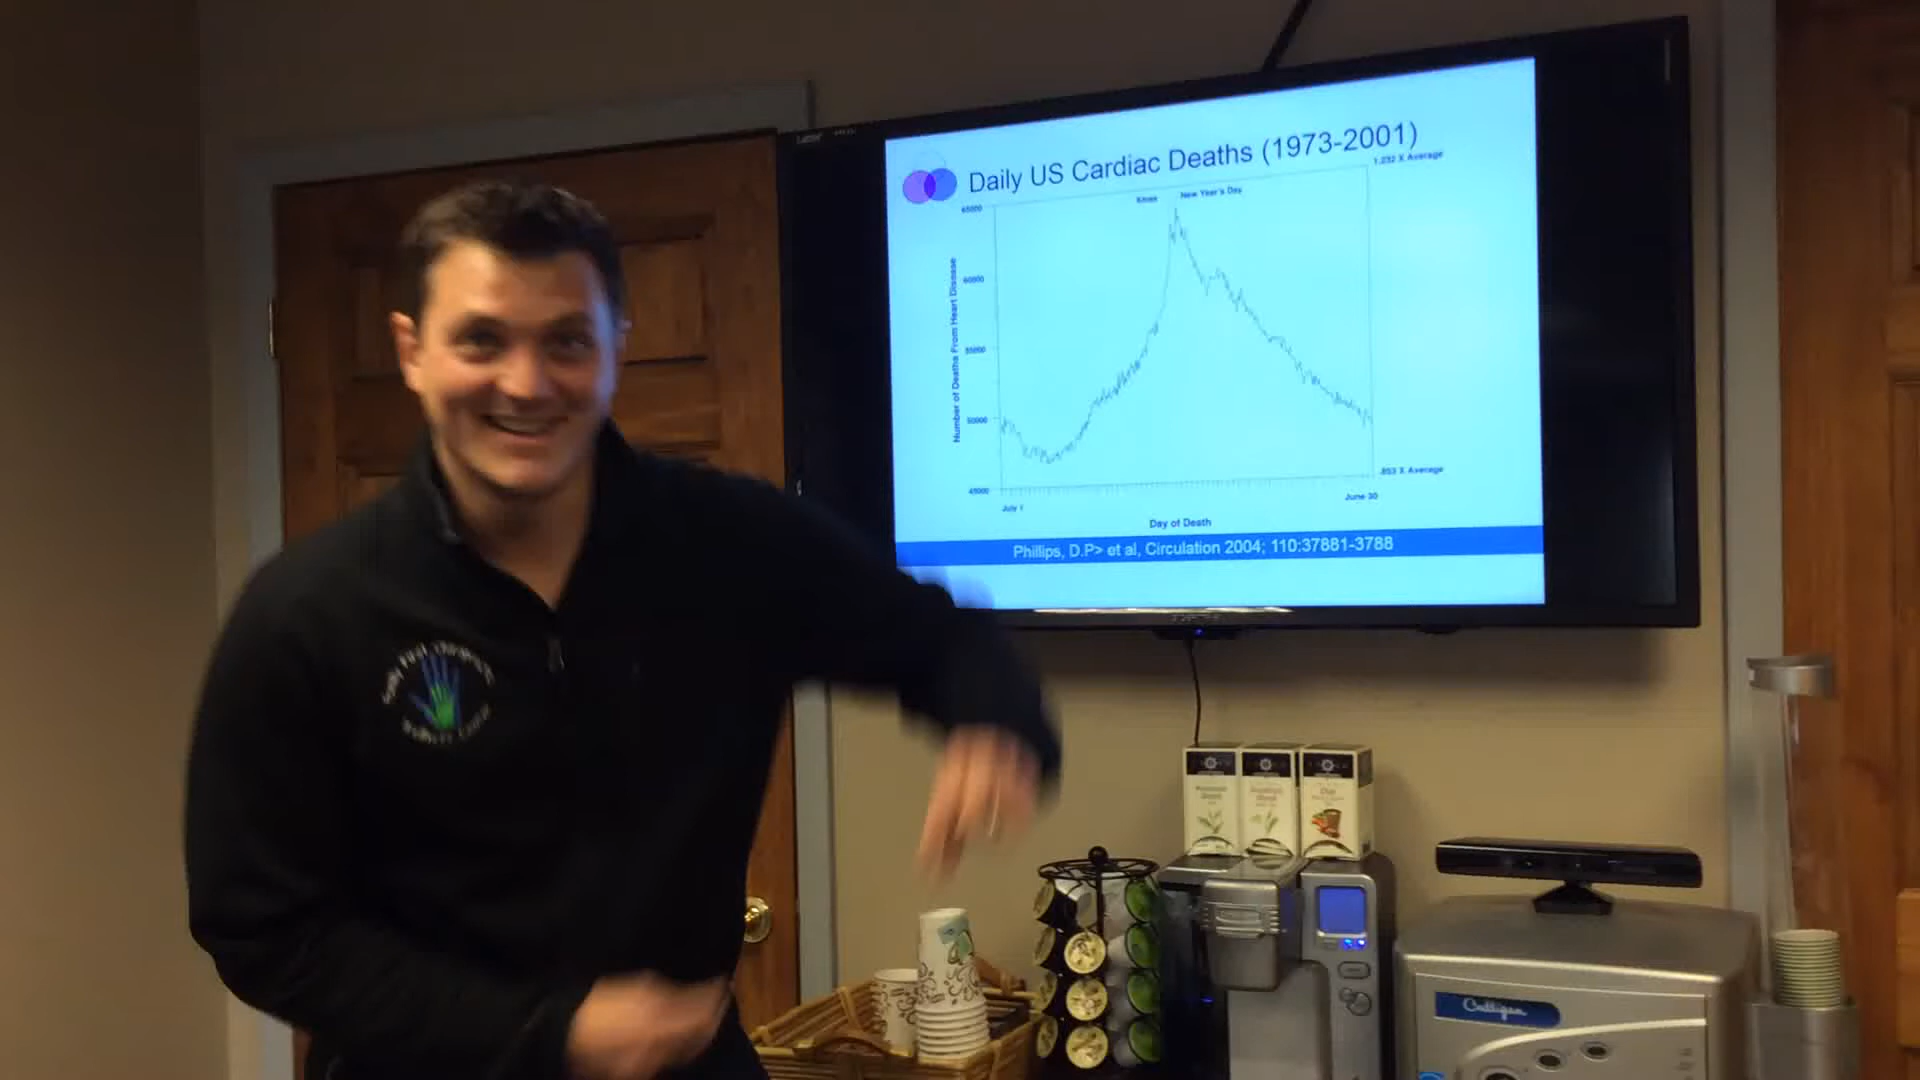 Daily US Cardiac Deaths (1973-2001)
1.232 X Average
Xmas
New Year's Day
65000
60000
55000
50000
45000
Number of Deaths From Heart Disease
.853 X Average
July 1
June 30
Day of Death
Phillips, D.P> et al, Circulation 2004; 110:37881-3788
Culligan